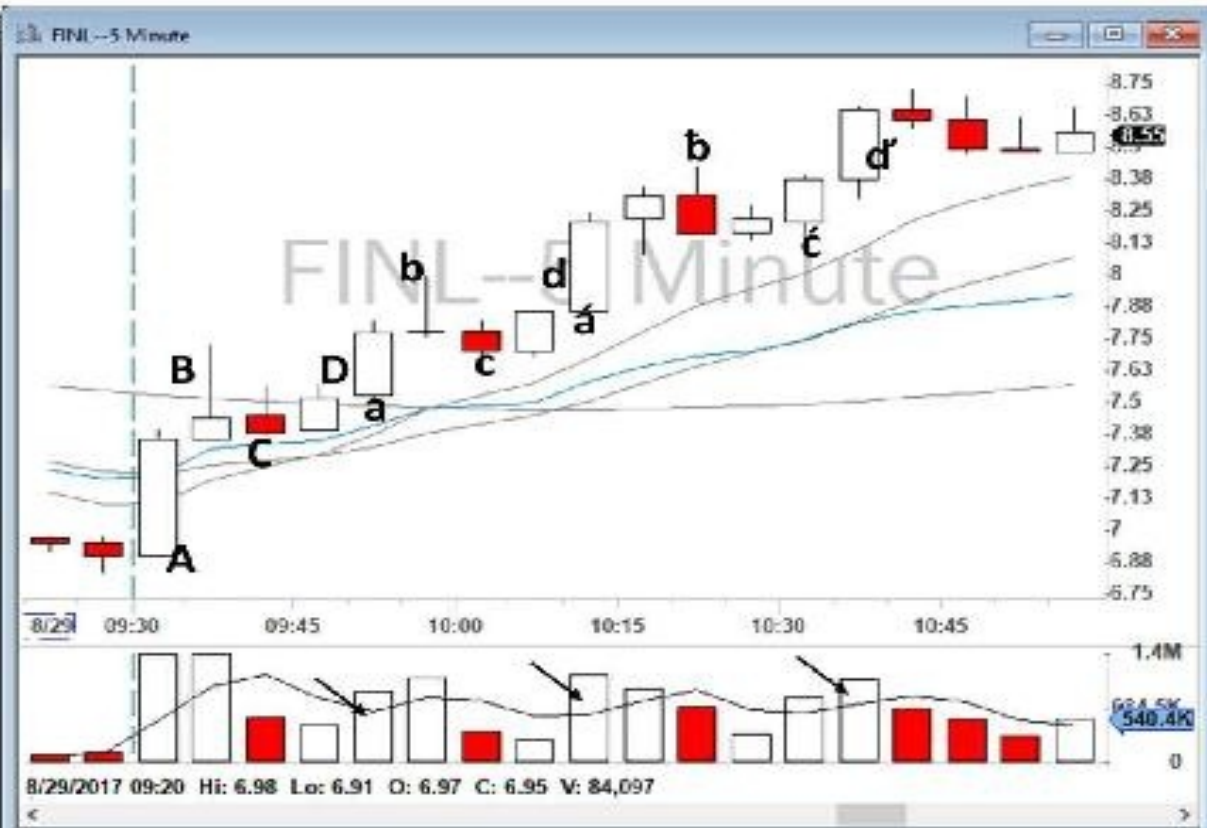 FINL--5 Minute
FINL--5 Minute
8.75
8.63
8.55
8.38
8.25
8.13
8
7.88
7.75
7.63
7.5
7.38
7.25
7.13
7
6.88
6.75
A
B
C
D
a
b
c
d
á
b
ć
ď
8/29 09:30 09:45 10:00 10:15 10:30 10:45
1.4M
540.4K
0
8/29/2017 09:20 Hi: 6.98 Lo: 6.91 O: 6.97 C: 6.95 V: 84,097